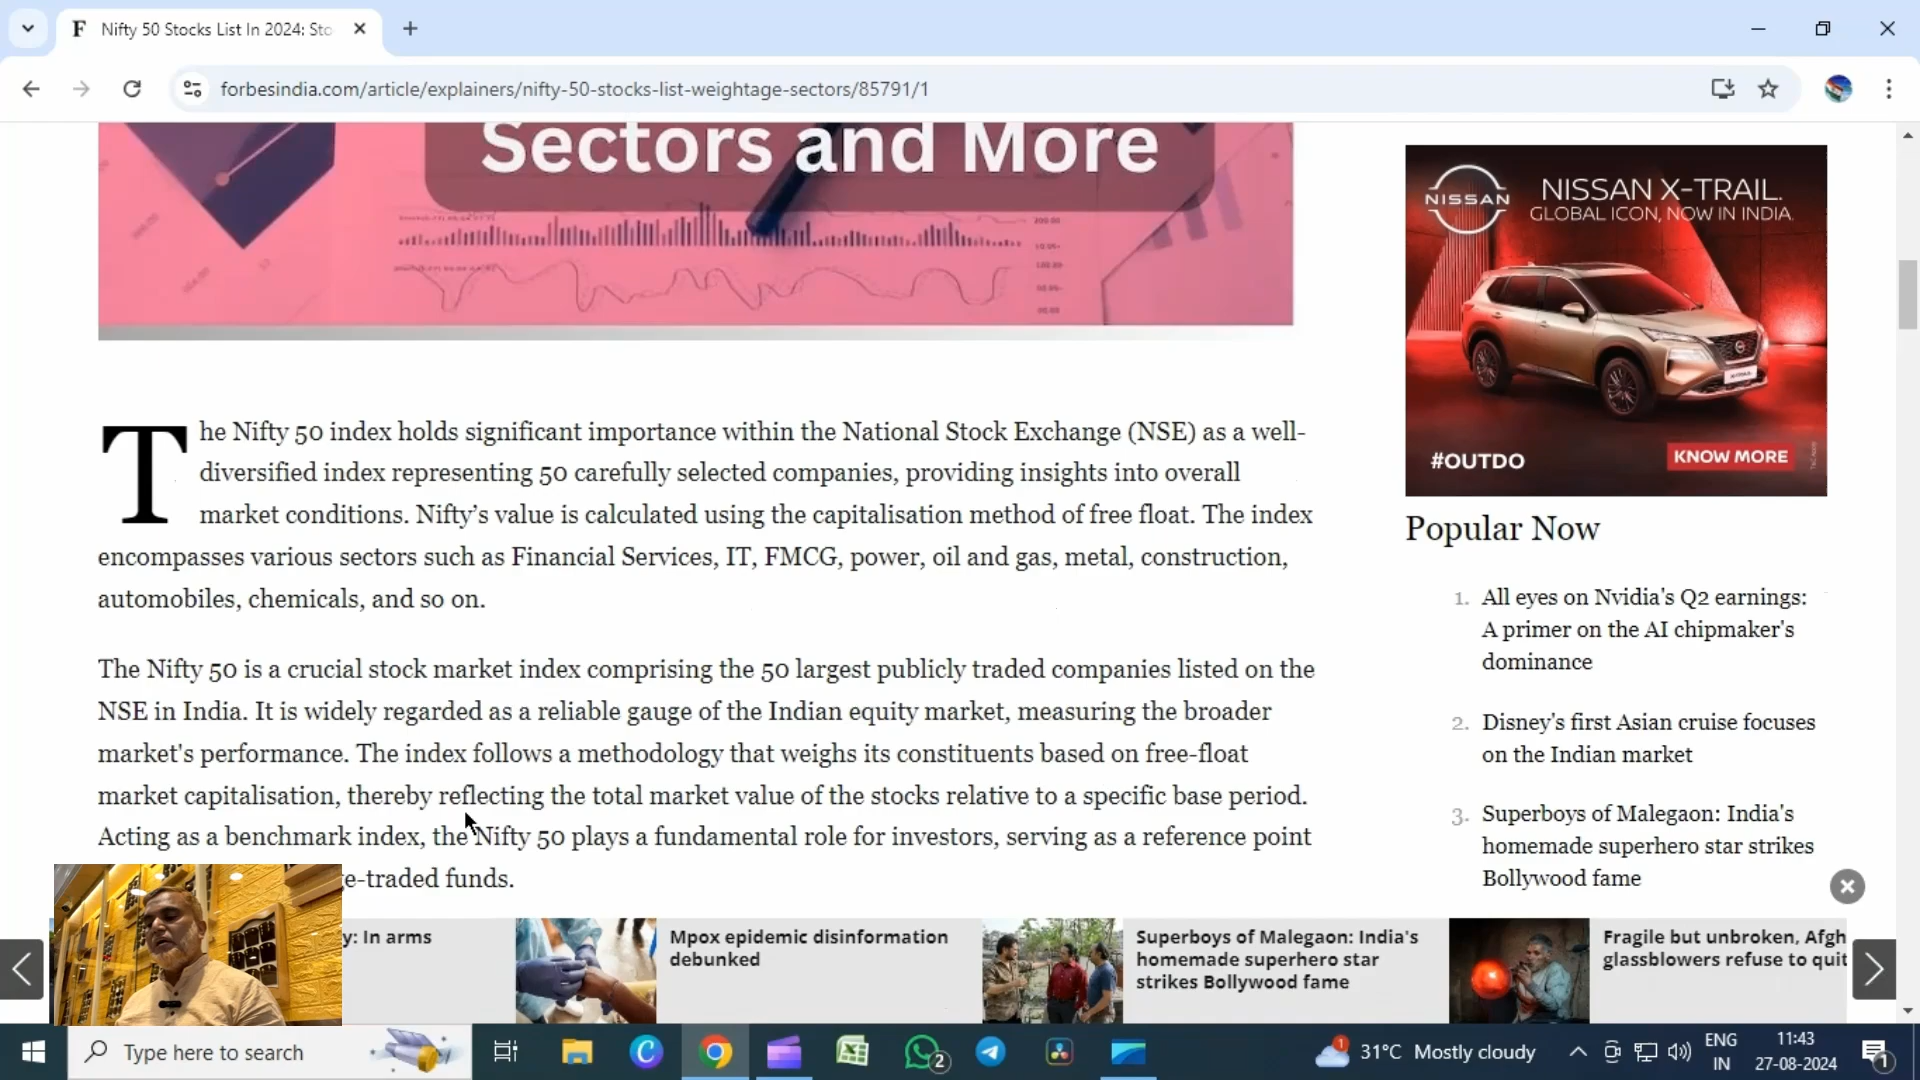 Nifty 50 Stocks List In 2024: Sto
forbesindia.com/article/explainers/nifty-50-stocks-list-weightage-sectors/85791/1
Sectors and More
The Nifty 50 index holds significant importance within the National Stock Exchange (NSE) as a well-
diversified index representing 50 carefully selected companies, providing insights into overall
market conditions. Nifty’s value is calculated using the capitalisation method of free float. The index
encompasses various sectors such as Financial Services, IT, FMCG, power, oil and gas, metal, construction,
automobiles, chemicals, and so on.
The Nifty 50 is a crucial stock market index comprising the 50 largest publicly traded companies listed on the
NSE in India. It is widely regarded as a reliable gauge of the Indian equity market, measuring the broader
market's performance. The index follows a methodology that weighs its constituents based on free-float
market capitalisation, thereby reflecting the total market value of the stocks relative to a specific base period.
Acting as a benchmark index, the Nifty 50 plays a fundamental role for investors, serving as a reference point
e-traded funds.
NISSAN
NISSAN X-TRAIL.
GLOBAL ICON, NOW IN INDIA.
#OUTDO
KNOW MORE
Popular Now
1. All eyes on Nvidia's Q2 earnings:
A primer on the AI chipmaker's
dominance
2. Disney's first Asian cruise focuses
on the Indian market
3. Superboys of Malegaon: India's
homemade superhero star strikes
Bollywood fame
y: In arms
Mpox epidemic disinformation
debunked
Superboys of Malegaon: India's
homemade superhero star
strikes Bollywood fame
Fragile but unbroken, Afgh
glassblowers refuse to quit
Type here to search
2
1
31°C Mostly cloudy
ENG
IN
11:43
27-08-2024
1